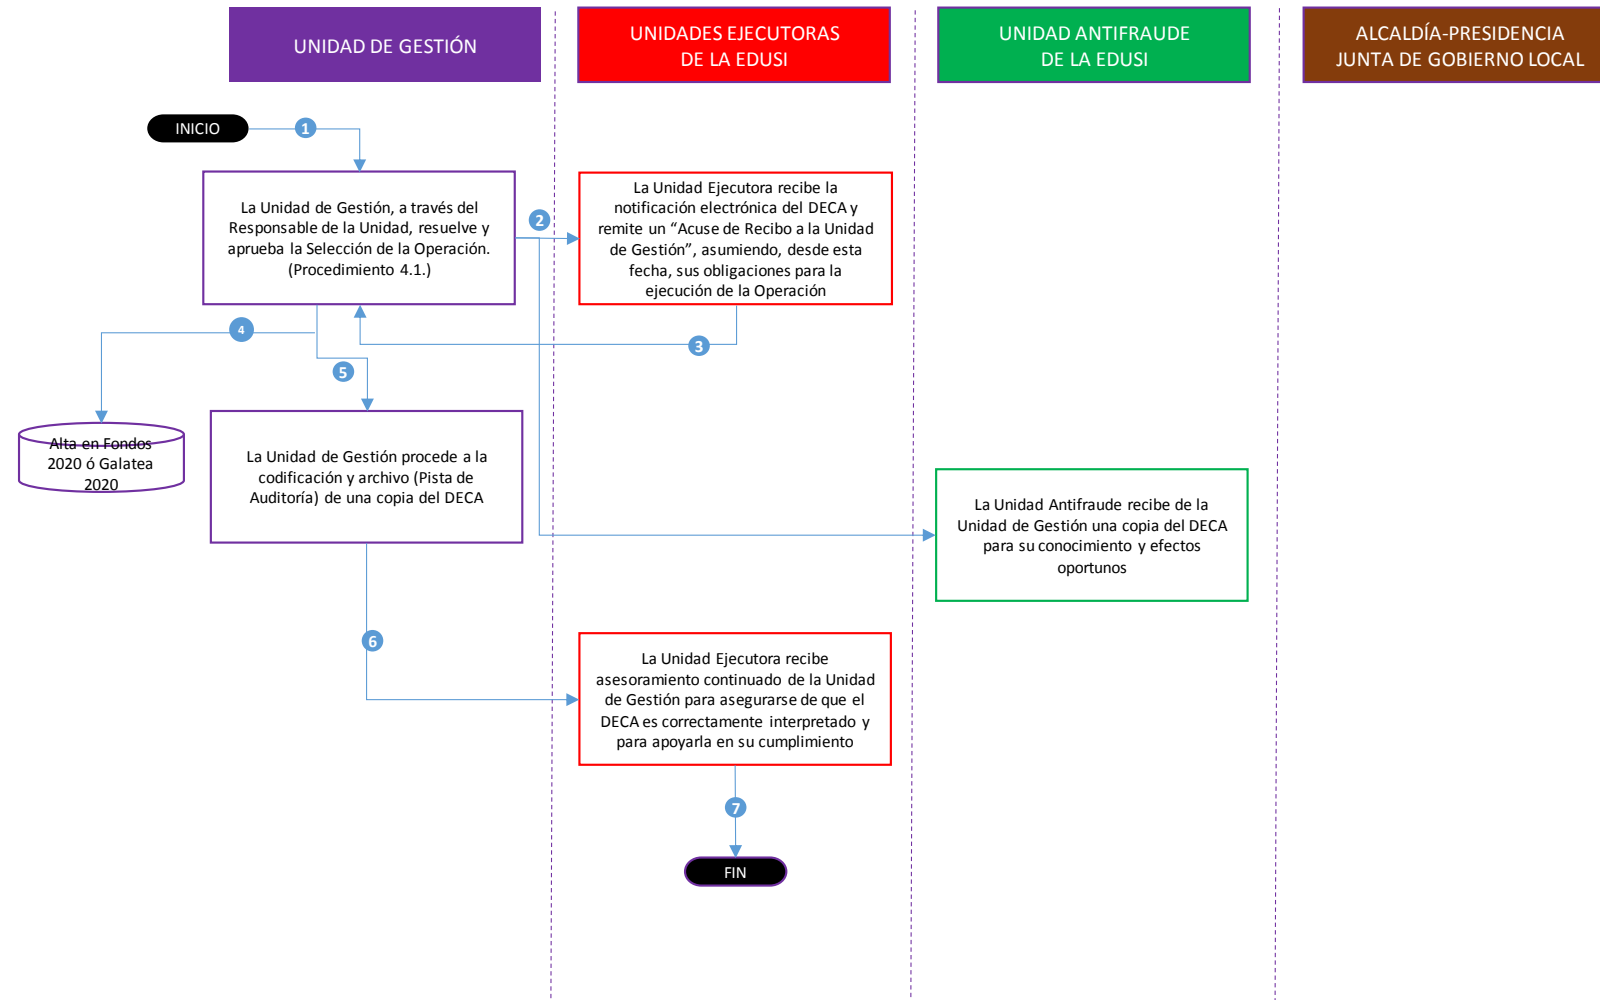 UNIDAD DE GESTIÓN
UNIDADES EJECUTORAS
DE LA EDUSI
UNIDAD ANTIFRAUDE
DE LA EDUSI
ALCALDÍA-PRESIDENCIA
JUNTA DE GOBIERNO LOCAL
INICIO
1
La Unidad de Gestión, a través del
Responsable de la Unidad, resuelve y
aprueba la Selección de la Operación.
(Procedimiento 4.1.)
2
La Unidad Ejecutora recibe la
notificación electrónica del DECA y
remite un “Acuse de Recibo a la Unidad
de Gestión”, asumiendo, desde esta
fecha, sus obligaciones para la
ejecución de la Operación
3
4
5
Alta en Fondos
2020 ó Galatea
2020
La Unidad de Gestión procede a la
codificación y archivo (Pista de
Auditoría) de una copia del DECA
La Unidad Antifraude recibe de la
Unidad de Gestión una copia del DECA
para su conocimiento y efectos
oportunos
6
La Unidad Ejecutora recibe
asesoramiento continuado de la Unidad
de Gestión para asegurarse de que el
DECA es correctamente interpretado y
para apoyarla en su cumplimiento
7
FIN